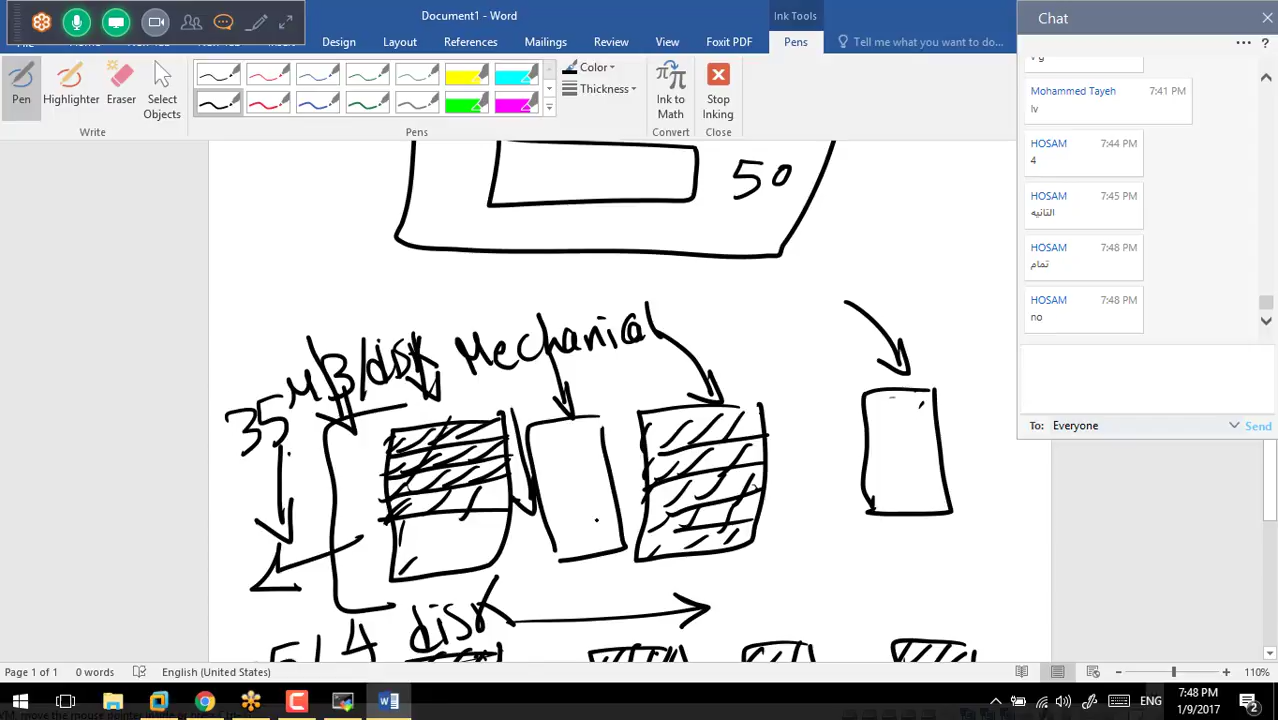 Document1 - Word
Ink Tools
Chat
Design
Layout
References
Mailings
Review
View
Foxit PDF
Pens
Tell me what you want to do...
Pen
Highlighter
Eraser
Select
Objects
Color
Thickness
Ink to
Math
Stop
Inking
Write
Pens
Convert
Close
Mohammed Tayeh 7:41 PM
lv
HOSAM 7:44 PM
4
HOSAM 7:45 PM
التانيه
HOSAM 7:48 PM
تمام
HOSAM 7:48 PM
no
To: Everyone
Send
50
35 MB/disk Mechanical
4 disk
Page 1 of 1
0 words
English (United States)
110%
ENG
7:48 PM
1/9/2017
2